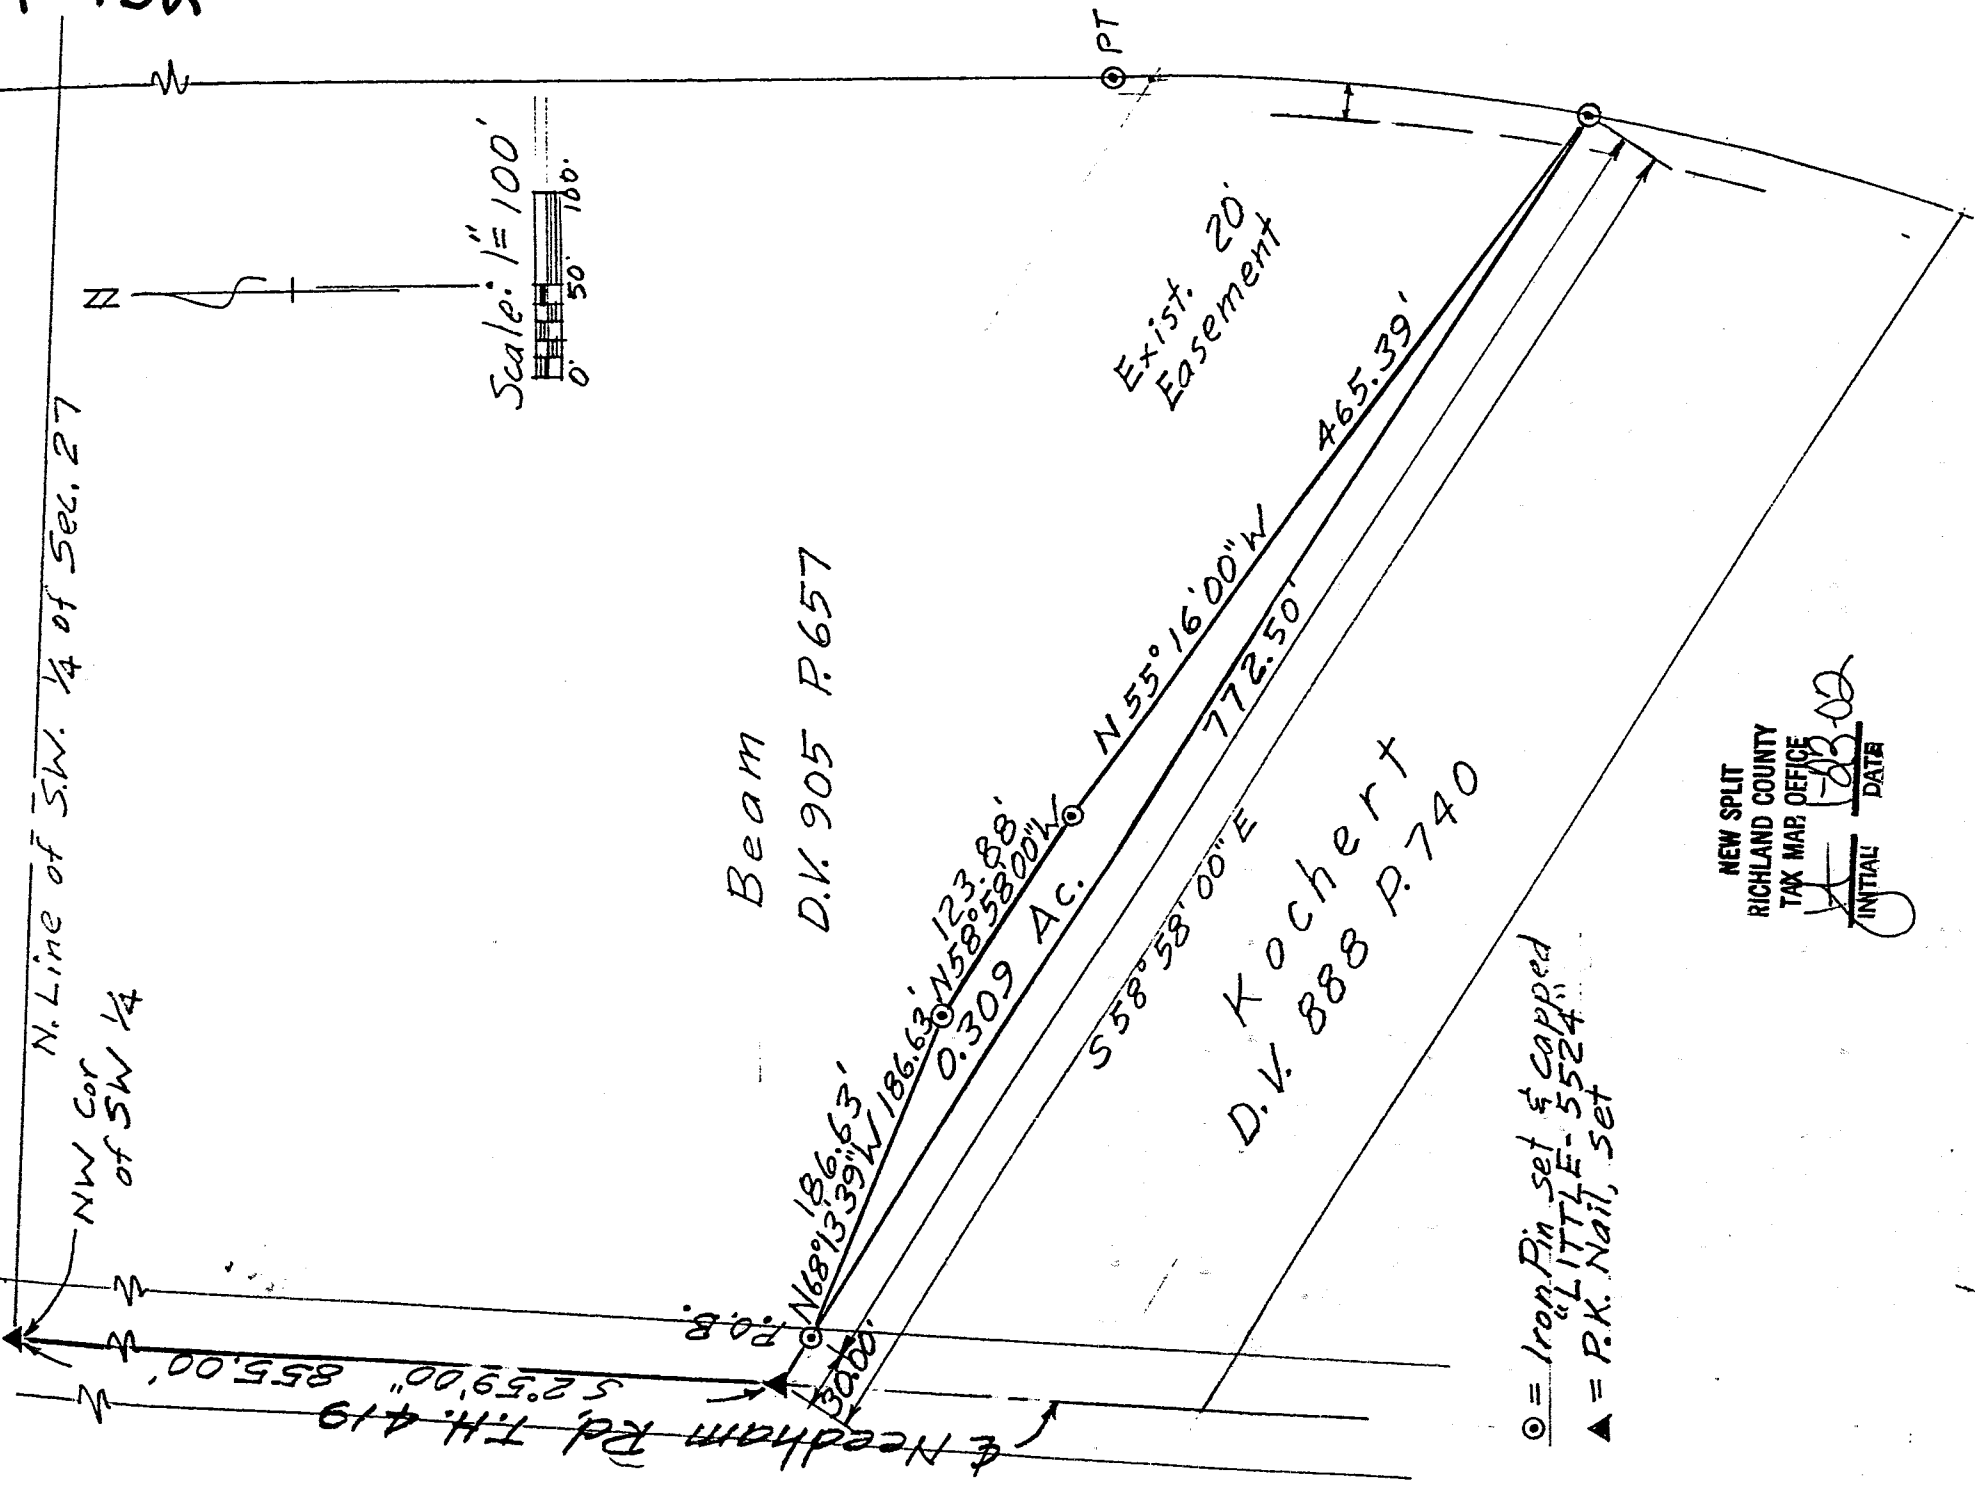 N. Line of S.W. 1/4 of Sec. 27
NW Cor
of SW 1/4
N
Scale: 1"= 100'
0' 50' 100'
PT
Exist. 20'
Easement
Beam
D.V. 905 P.657
465.39'
N 55° 16' 00" W
123.88'
N58°58'00"W
186.63'
N68°13'39"W 186.63'
0.309 Ac.
772.50'
S 58° 58' 00" E
30.00'
P.O.B.
S 2°59'00" 855.00'
℄ Needham Rd. T.H. 419
Kochert
D.V. 888 P. 740
⊙ = Iron Pin set & capped
"LITTLE-5524"
▲ = P.K. Nail, set
NEW SPLIT
RICHLAND COUNTY
TAX MAP OFFICE
INITIAL DATE